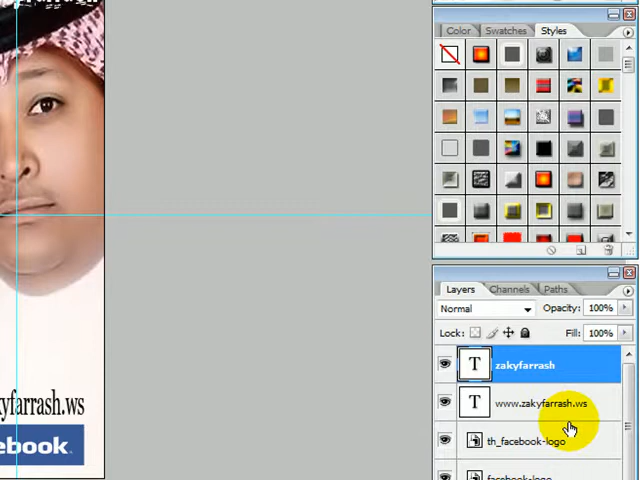 Color Swatches Styles
Layers Channels Paths
Normal Opacity: 100%
Lock: Fill: 100%
T zakyfarrash
T www.zakyfarrash.ws
th_facebook-logo
facebook-logo
kyfarrash.ws
ebook